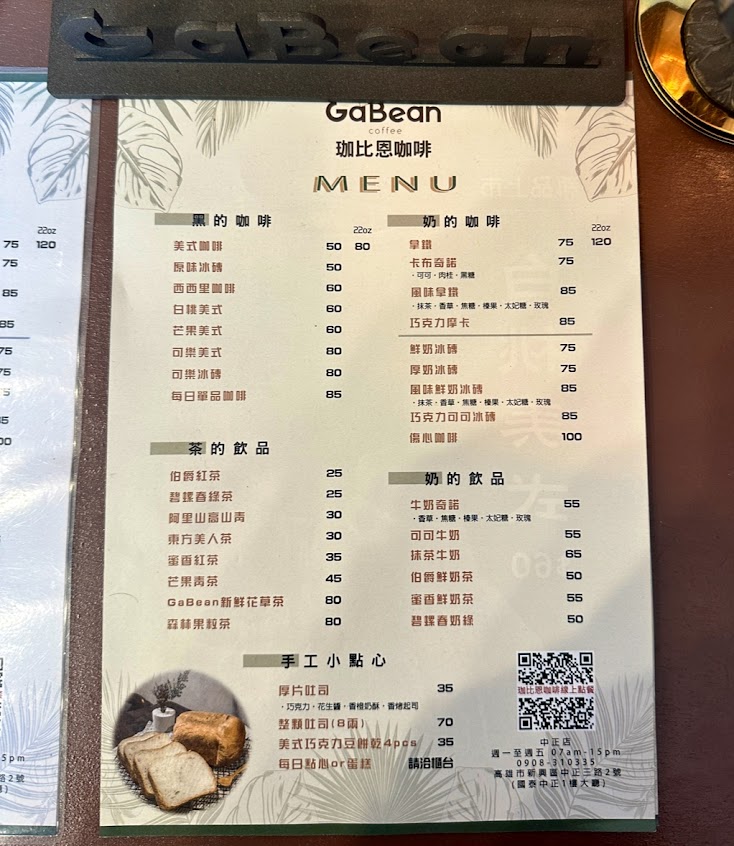 GaBean
GaBean
coffee
珈比恩咖啡
MENU
黑的咖啡
22oz
美式咖啡 50 80
原味冰磚 50
西西里咖啡 60
白桃美式 60
芒果美式 60
可樂美式 80
可樂冰磚 80
每日單品咖啡 85
茶的飲品
伯爵紅茶 25
碧螺春綠茶 25
阿里山高山青 30
東方美人茶 30
蜜香紅茶 35
芒果青茶 45
GaBean新鮮花草茶 80
森林果粒茶 80
奶的咖啡
22oz
拿鐵 75 120
卡布奇諾 75
·可可·肉桂·黑糖
風味拿鐵 85
·抹茶·香草·焦糖·榛果·太妃糖·玫瑰
巧克力摩卡 85
鮮奶冰磚 75
厚奶冰磚 75
風味鮮奶冰磚 85
·抹茶·香草·焦糖·榛果·太妃糖·玫瑰
巧克力可可冰磚 85
傷心咖啡 100
奶的飲品
牛奶奇諾 55
·香草·焦糖·榛果·太妃糖·玫瑰
可可牛奶 55
抹茶牛奶 65
伯爵鮮奶茶 50
蜜香鮮奶茶 55
碧螺春奶綠 50
手工小點心
厚片吐司 35
·巧克力·花生醬·香橙奶酥·香烤起司
整顆吐司(8兩) 70
美式巧克力豆餅乾4pcs 35
每日點心or蛋糕 請洽櫃台
珈比恩咖啡線上點餐
中正店
週一至週五 07am-15pm
0908-310335
高雄市新興區中正三路2號
(國泰中正1樓大廳)
22oz
75 120
75
85
85